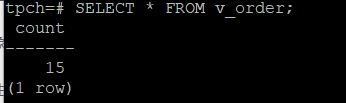 tpch=# SELECT * FROM v_order;
count
-------
15
(1 row)